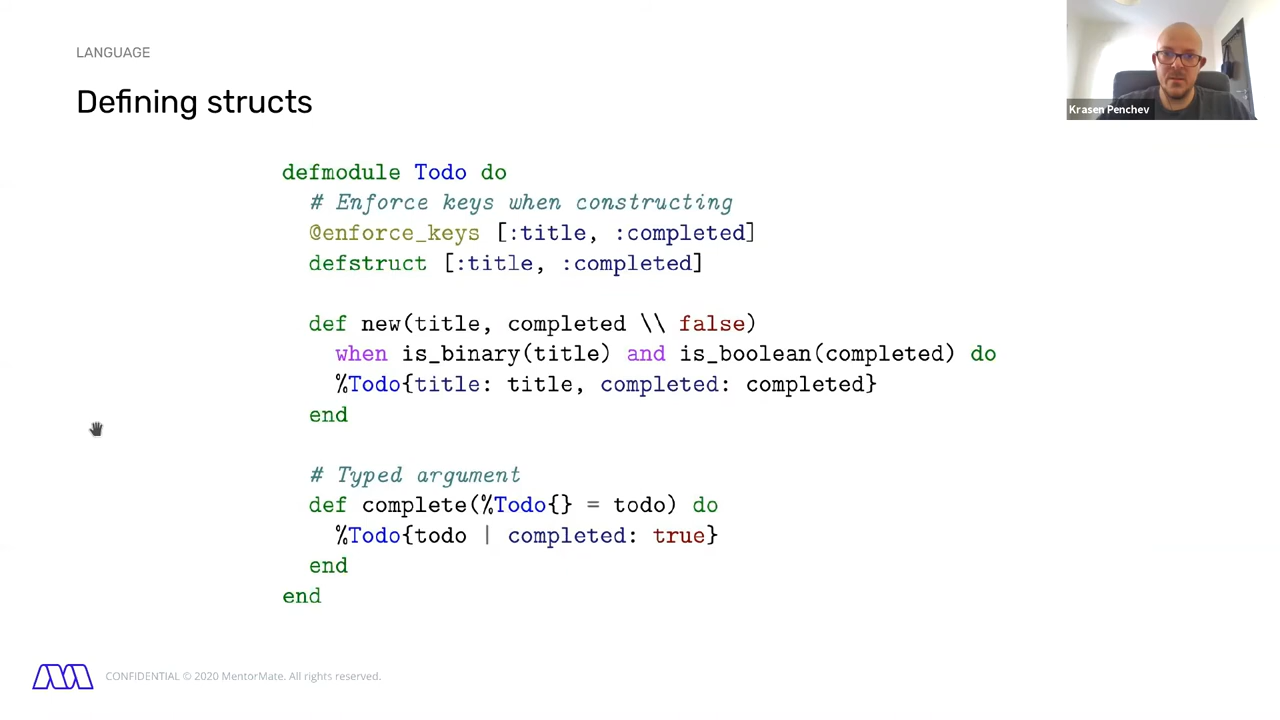 LANGUAGE
Defining structs
Krasen Penchev
defmodule Todo do
# Enforce keys when constructing
@enforce_keys [:title, :completed]
defstruct [:title, :completed]
def new(title, completed \\ false)
when is_binary(title) and is_boolean(completed) do
%Todo{title: title, completed: completed}
end
# Typed argument
def complete(%Todo{} = todo) do
%Todo{todo | completed: true}
end
end
CONFIDENTIAL © 2020 MentorMate. All rights reserved.